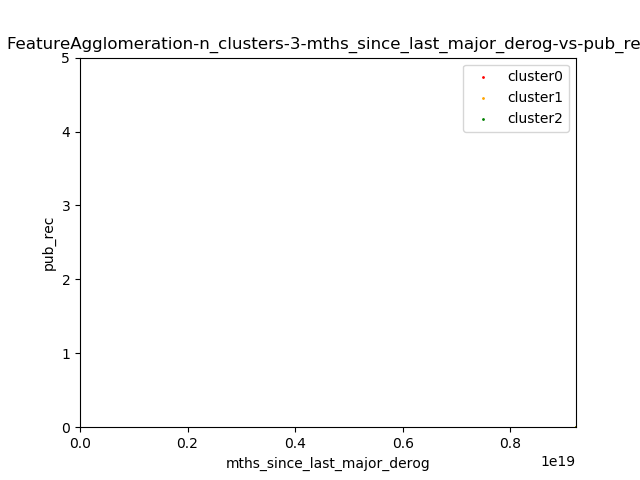 FeatureAgglomeration-n_clusters-3-mths_since_last_major_derog-vs-pub_re
cluster0
cluster1
cluster2
5
4
3
2
1
0
pub_rec
0.0 0.2 0.4 0.6 0.8
1e19
mths_since_last_major_derog